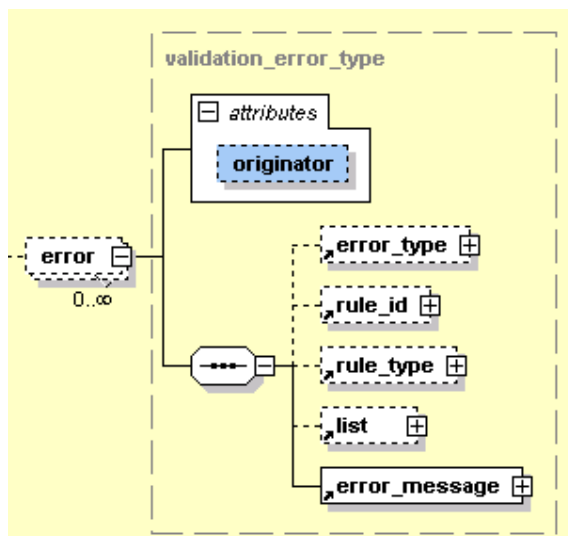 validation_error_type
attributes
originator
error
0..∞
error_type
rule_id
rule_type
list
error_message